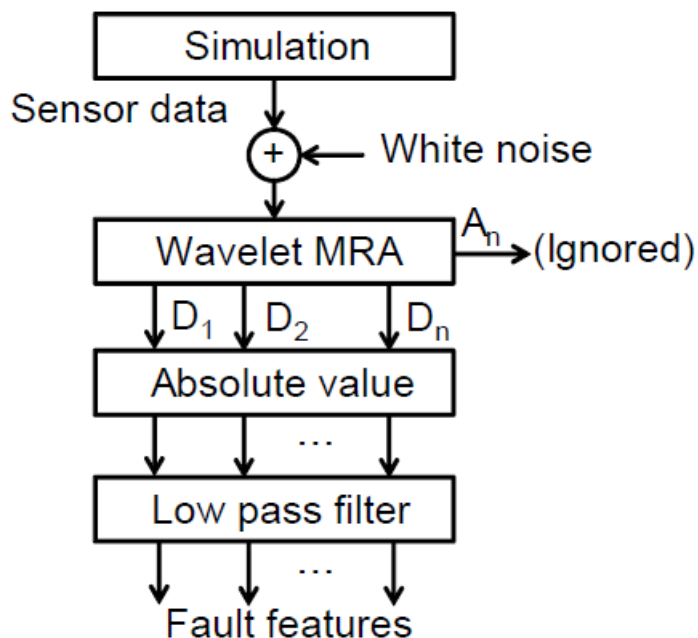 Simulation
Sensor data
+
White noise
Wavelet MRA
Aₙ
(Ignored)
D₁ D₂ Dₙ
Absolute value
...
Low pass filter
...
Fault features